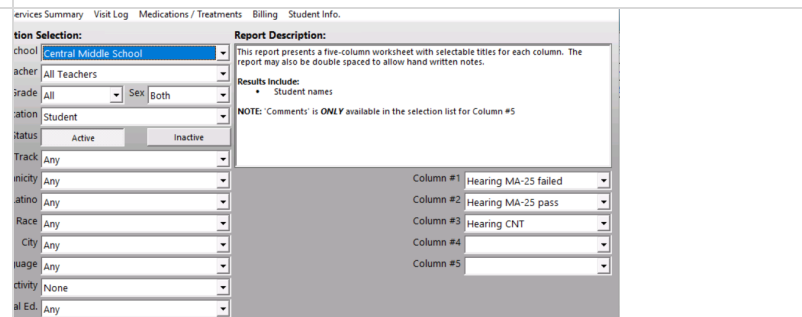 ervices Summary Visit Log Medications / Treatments Billing Student Info.
tion Selection:
chool Central Middle School
acher All Teachers
Grade All Sex Both
ation Student
Status Active Inactive
Track Any
nicity Any
Latino Any
Race Any
City Any
uage Any
ctivity None
al Ed. Any
Report Description:
This report presents a five-column worksheet with selectable titles for each column. The
report may also be double spaced to allow hand written notes.
Results Include:
• Student names
NOTE: 'Comments' is ONLY available in the selection list for Column #5
Column #1 Hearing MA-25 failed
Column #2 Hearing MA-25 pass
Column #3 Hearing CNT
Column #4
Column #5